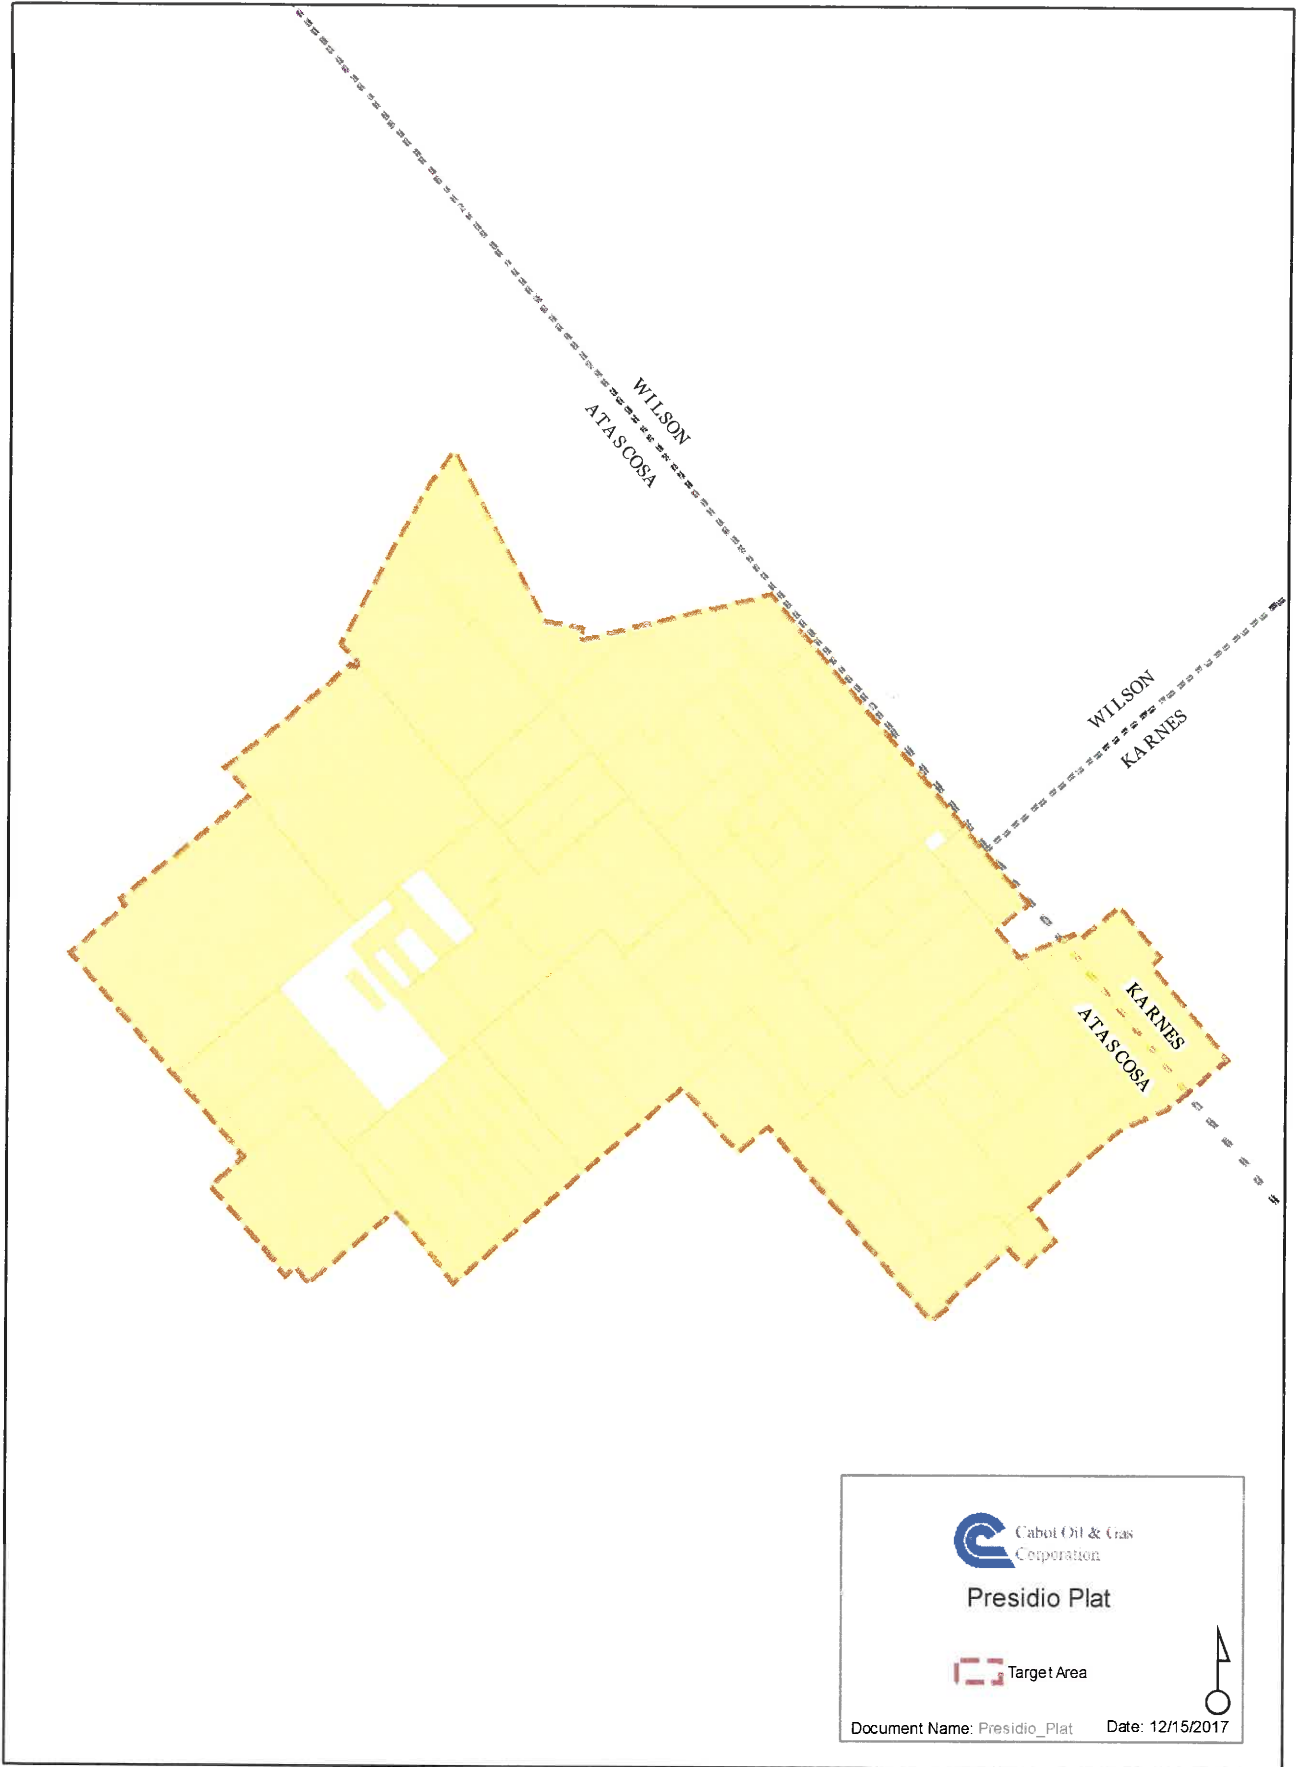 WILSON
ATASCOSA
WILSON
KARNES
KARNES
ATASCOSA
Cabot Oil & Gas
Corporation
Presidio Plat
Target Area
Document Name: Presidio_Plat Date: 12/15/2017